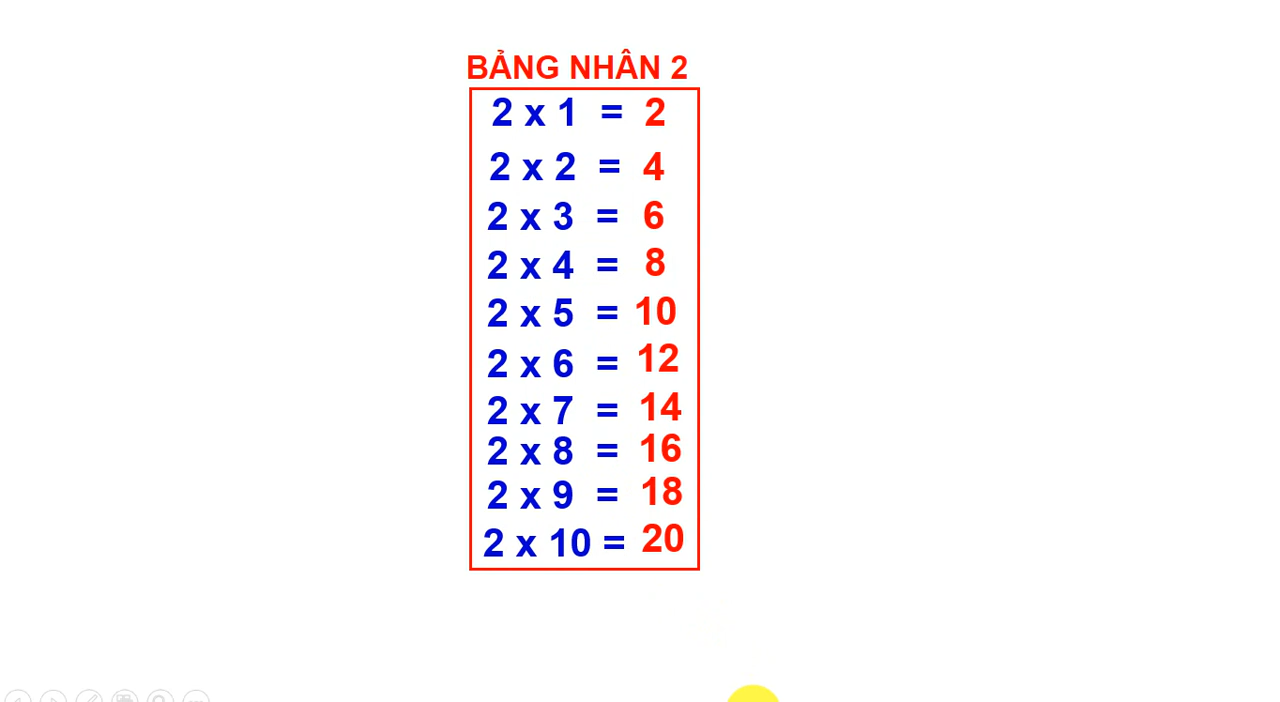 BẢNG NHÂN 2
2 x 1 = 2
2 x 2 = 4
2 x 3 = 6
2 x 4 = 8
2 x 5 = 10
2 x 6 = 12
2 x 7 = 14
2 x 8 = 16
2 x 9 = 18
2 x 10 = 20